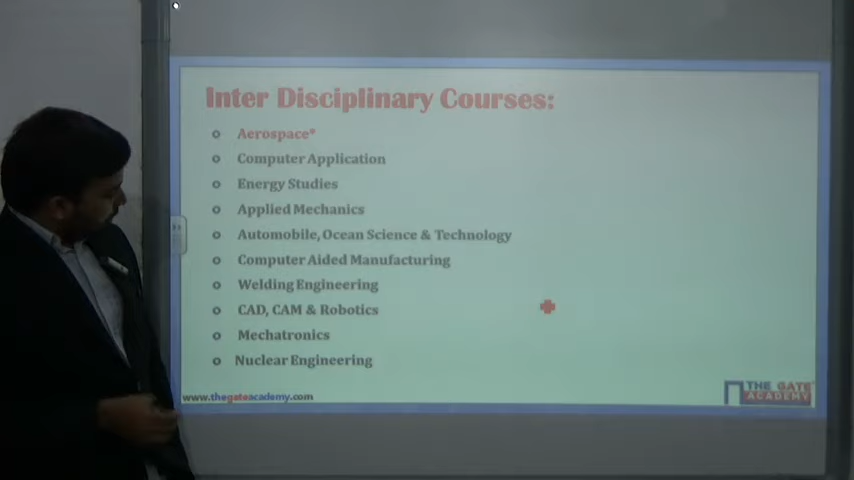 Inter Disciplinary Courses:
Aerospace*
Computer Application
Energy Studies
Applied Mechanics
Automobile, Ocean Science & Technology
Computer Aided Manufacturing
Welding Engineering
CAD, CAM & Robotics
Mechatronics
Nuclear Engineering
www.thegateacademy.com
THE GATE
ACADEMY